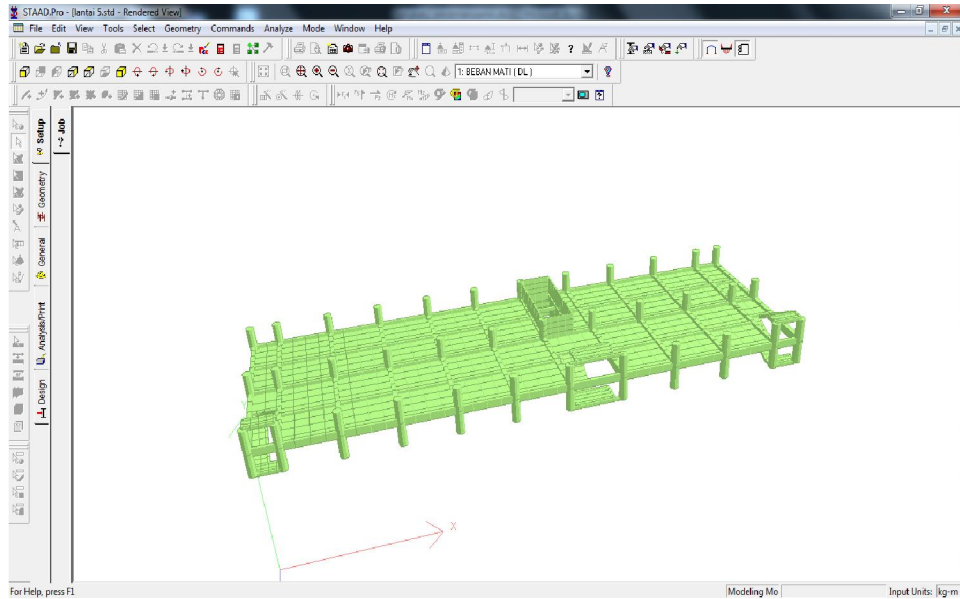 STAAD.Pro - [lantai 5.std - Rendered View]
File Edit View Tools Select Geometry Commands Analyze Mode Window Help
1: BEBAN MATI ( DL )
Job
Setup
Geometry
General
Analysis/Print
Design
X
For Help, press F1
Modeling Mo
Input Units: kg-m